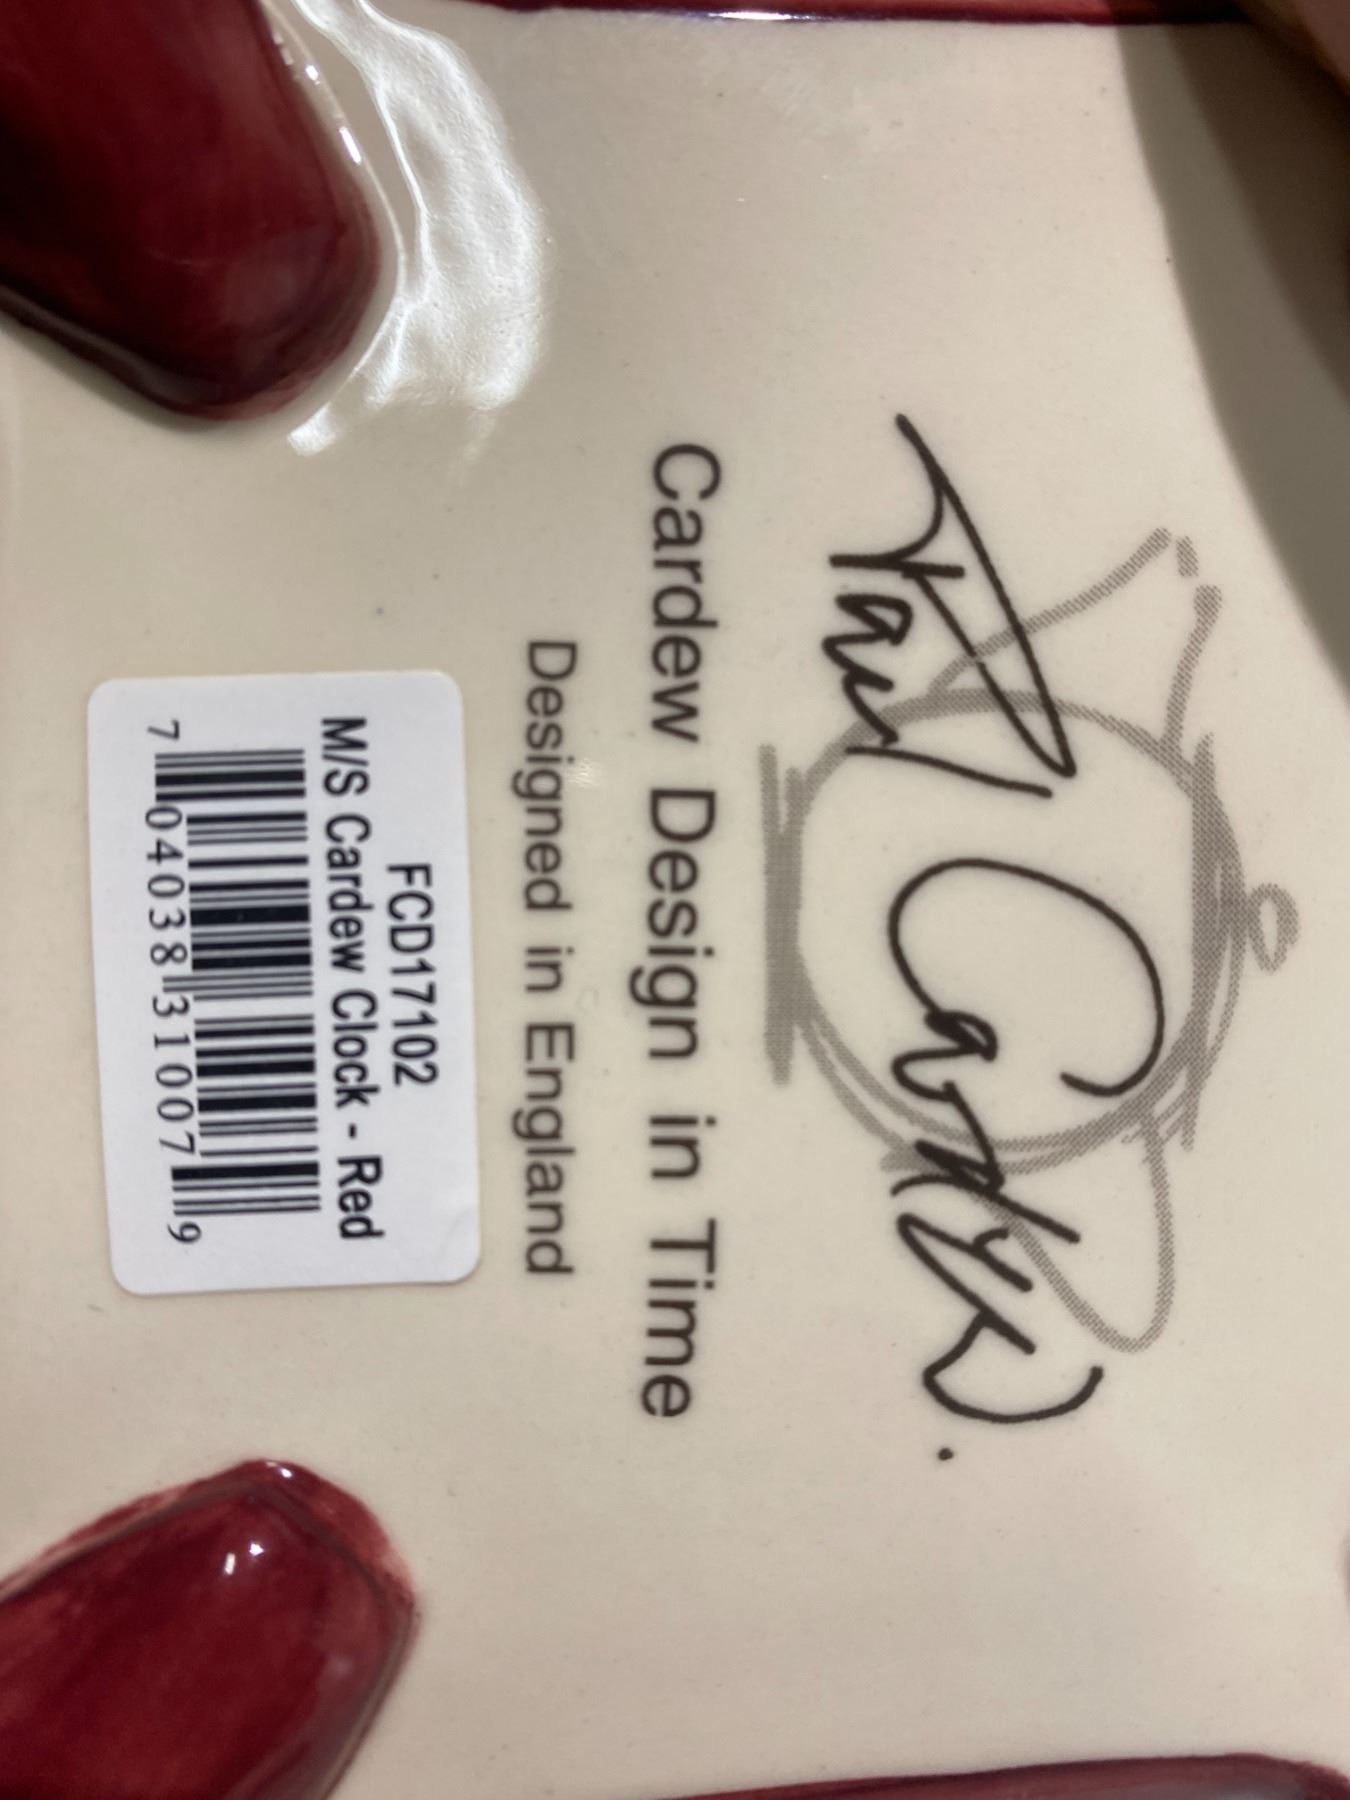 Paul Cardew.
Cardew Design in Time
Designed in England
FCD17102
M/S Cardew Clock - Red
7 04038 31007 9